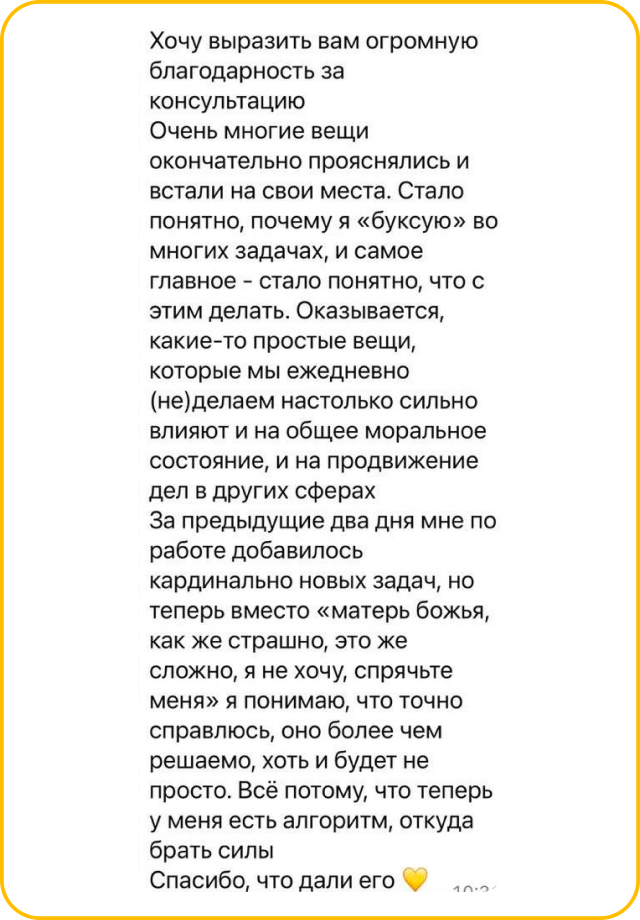 Хочу выразить вам огромную
благодарность за
консультацию
Очень многие вещи
окончательно прояснялись и
встали на свои места. Стало
понятно, почему я «буксую» во
многих задачах, и самое
главное - стало понятно, что с
этим делать. Оказывается,
какие-то простые вещи,
которые мы ежедневно
(не)делаем настолько сильно
влияют и на общее моральное
состояние, и на продвижение
дел в других сферах
За предыдущие два дня мне по
работе добавилось
кардинально новых задач, но
теперь вместо «матерь божья,
как же страшно, это же
сложно, я не хочу, спрячьте
меня» я понимаю, что точно
справлюсь, оно более чем
решаемо, хоть и будет не
просто. Всё потому, что теперь
у меня есть алгоритм, откуда
брать силы
Спасибо, что дали его 💛